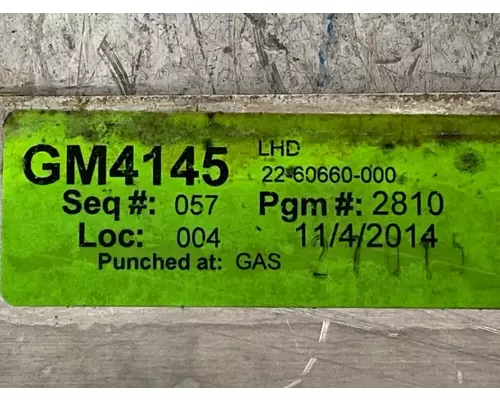 GM4145 LHD
22-60660-000
Seq #: 057 Pgm #: 2810
Loc: 004 11/4/2014
Punched at: GAS